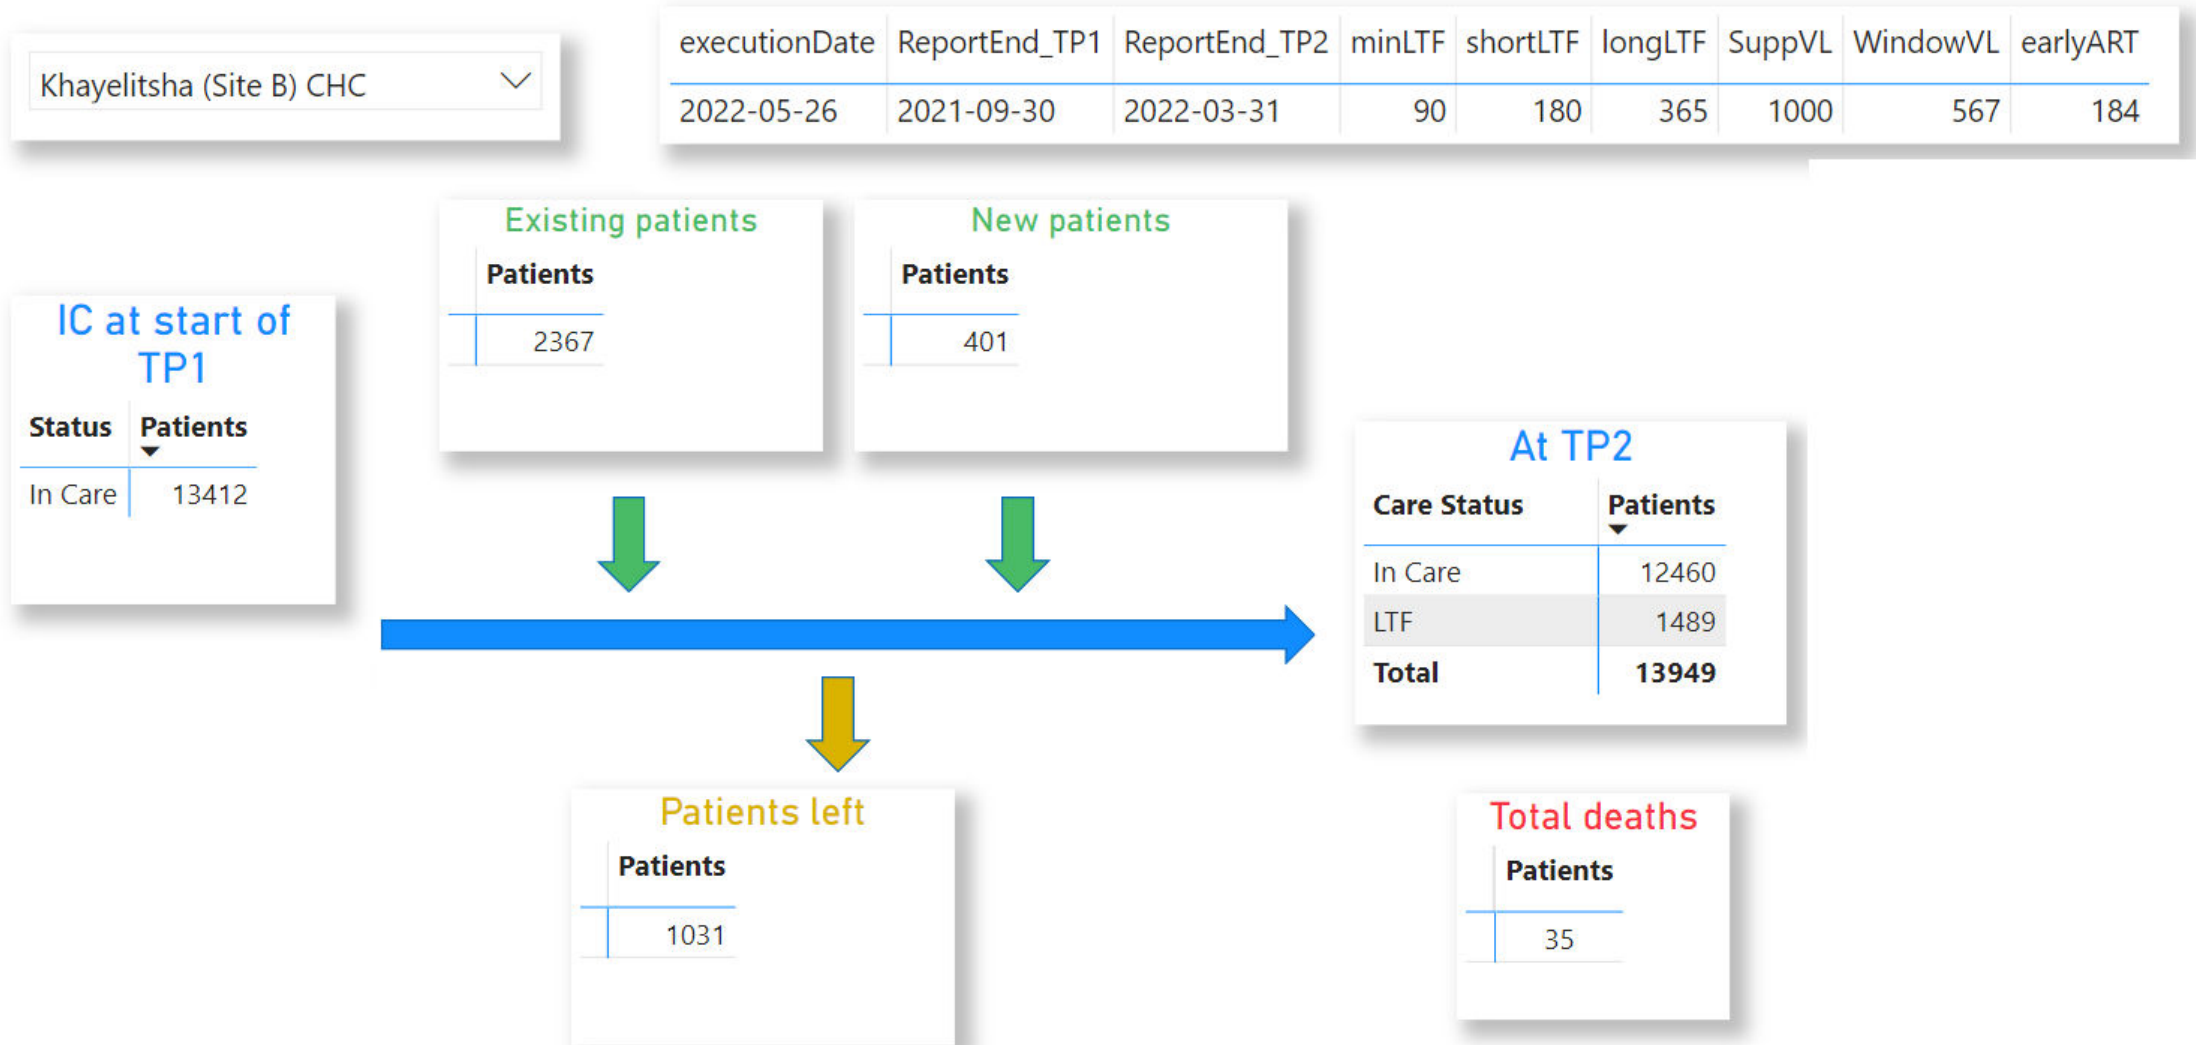 Khayelitsha (Site B) CHC
executionDate ReportEnd_TP1 ReportEnd_TP2 minLTF shortLTF longLTF SuppVL WindowVL earlyART
2022-05-26 2021-09-30 2022-03-31 90 180 365 1000 567 184
Existing patients
Patients
2367
New patients
Patients
401
IC at start of
TP1
Status Patients
In Care 13412
At TP2
Care Status Patients
In Care 12460
LTF 1489
Total 13949
Patients left
Patients
1031
Total deaths
Patients
35